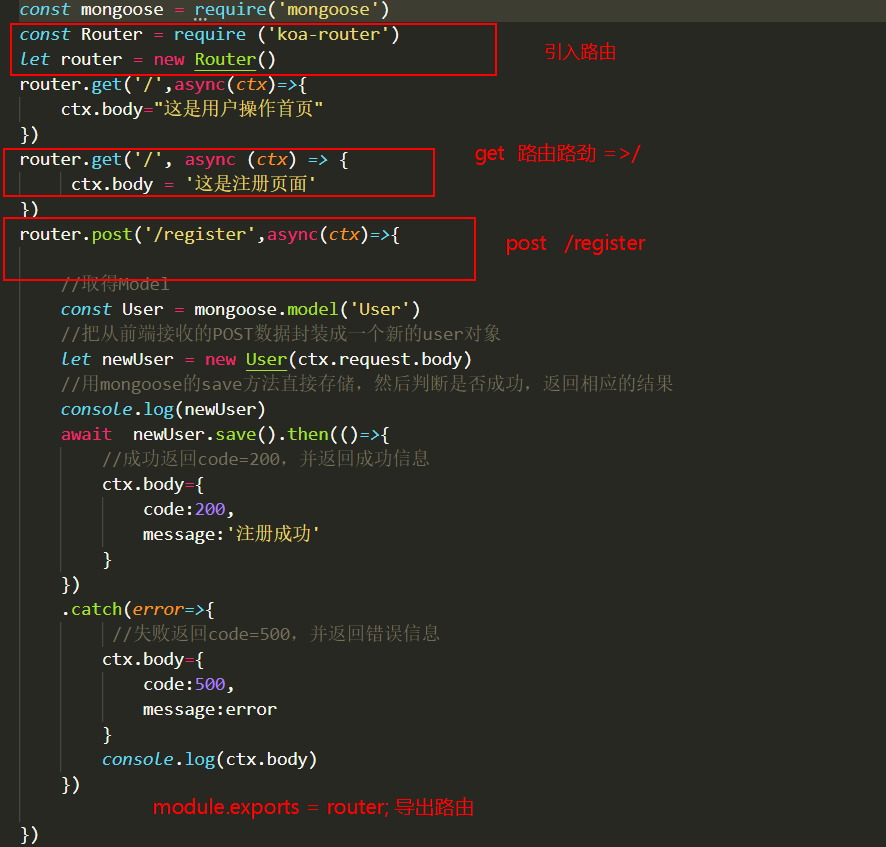 const mongoose = require('mongoose')
const Router = require ('koa-router')
引入路由
let router = new Router()
router.get('/',async(ctx)=>{
ctx.body="这是用户操作首页"
})
router.get('/', async (ctx) => {
get 路由路劲 =>/
ctx.body = '这是注册页面'
})
router.post('/register',async(ctx)=>{
post /register
//取得Model
const User = mongoose.model('User')
//把从前端接收的POST数据封装成一个新的user对象
let newUser = new User(ctx.request.body)
//用mongoose的save方法直接存储，然后判断是否成功，返回相应的结果
console.log(newUser)
await newUser.save().then(()=>{
//成功返回code=200，并返回成功信息
ctx.body={
code:200,
message:'注册成功'
}
})
.catch(error=>{
//失败返回code=500，并返回错误信息
ctx.body={
code:500,
message:error
}
console.log(ctx.body)
})
module.exports = router; 导出路由
})